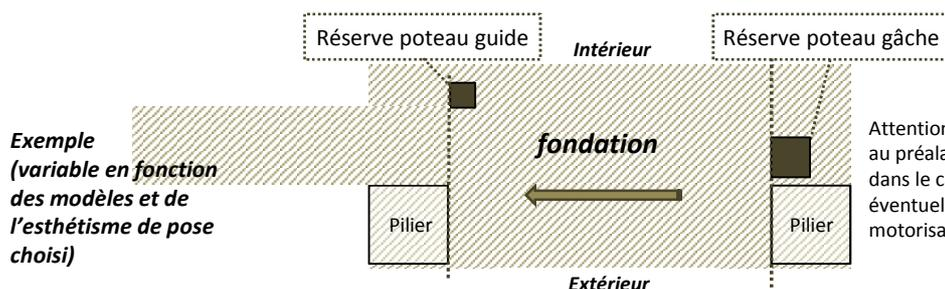 Réserve poteau guide
Intérieur
Réserve poteau gâche
Exemple
(variable en fonction
des modèles et de
l’esthétisme de pose
choisi)
fondation
Pilier
Pilier
Attention
au préala
dans le c
éventuel
motorisa
Extérieur